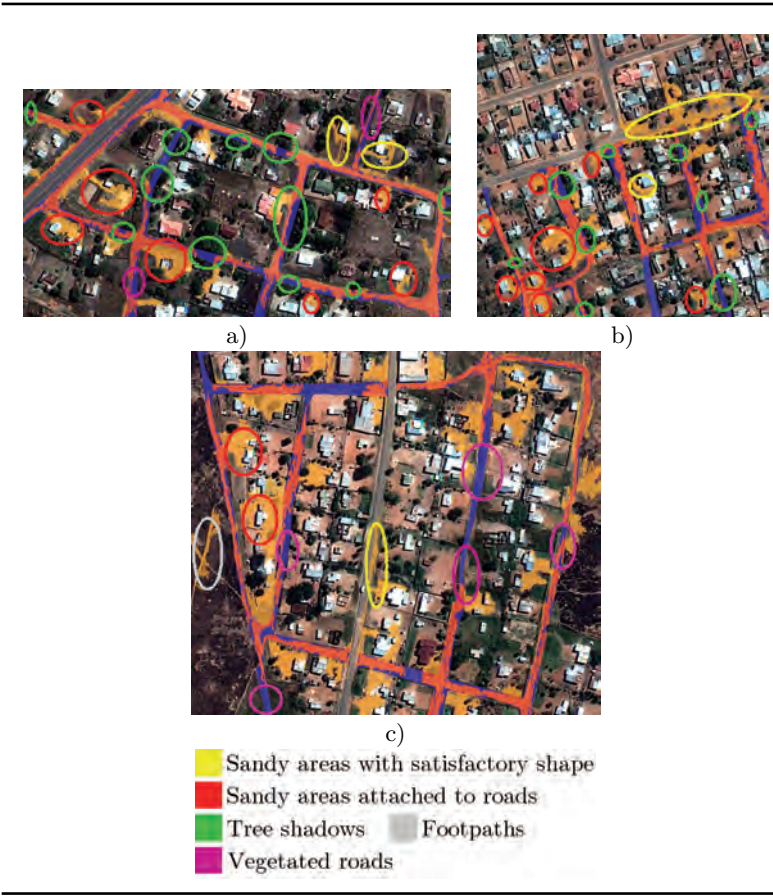 a)
b)
c)
Sandy areas with satisfactory shape
Sandy areas attached to roads
Tree shadows Footpaths
Vegetated roads